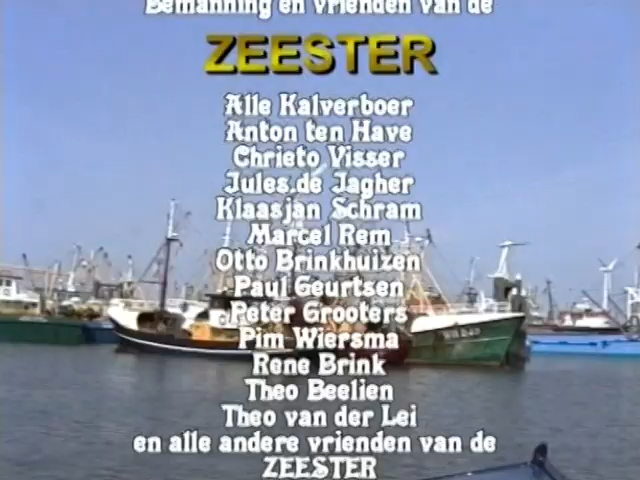 Bemanning en vrienden van de
ZEESTER
Alle Kalverboer
Anton ten Have
Chrieto Visser
Jules de Jagher
Klaasjan Schram
Marcel Rem
Otto Brinkhuizen
Paul Geurtsen
Peter Grooters
Pim Wiersma
Rene Brink
Theo Beelien
Theo van der Lei
en alle andere vrienden van de
ZEESTER